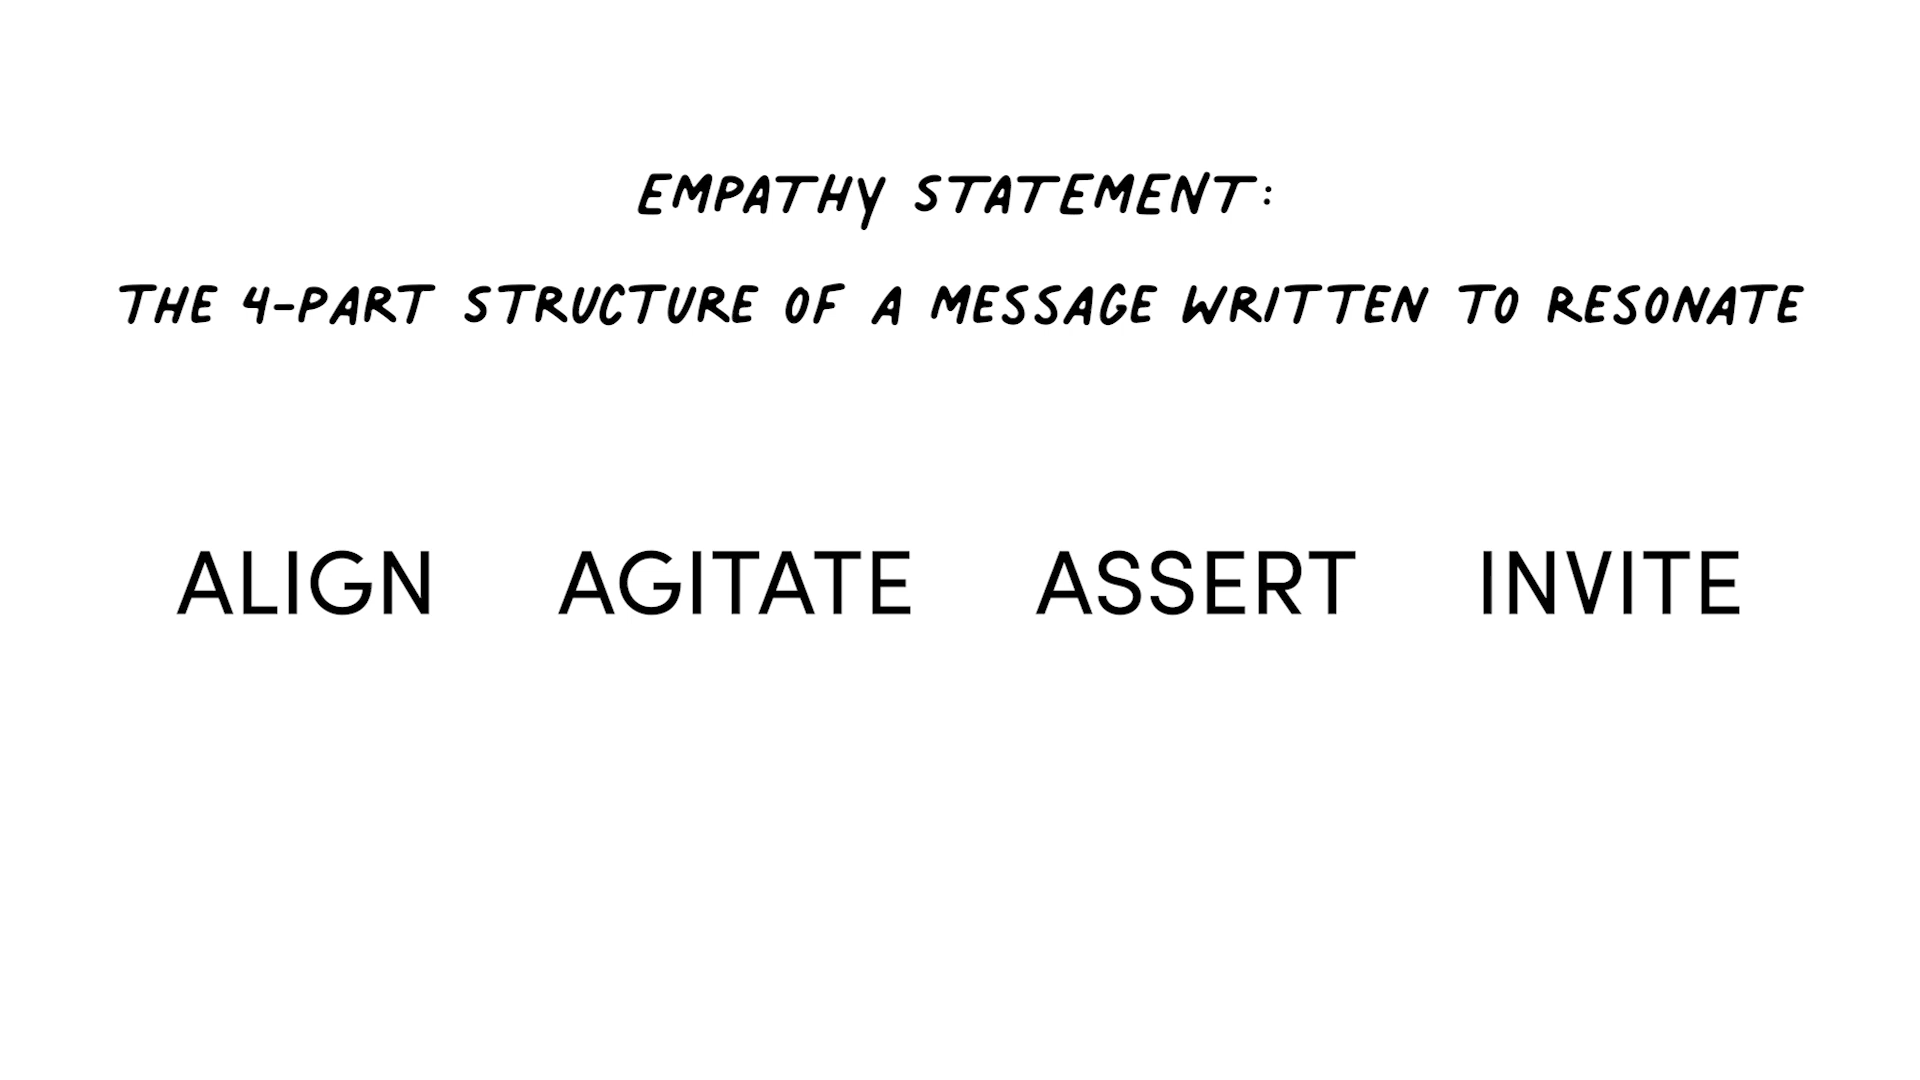 EMPATHY STATEMENT:
THE 4-PART STRUCTURE OF A MESSAGE WRITTEN TO RESONATE
ALIGN AGITATE ASSERT INVITE